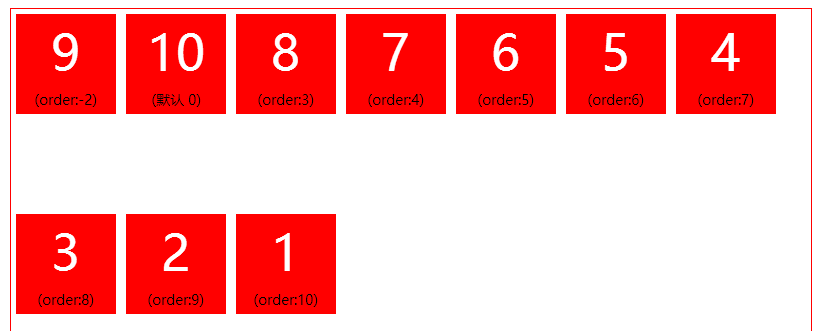 9 10 8 7 6 5 4
(order:-2) (默认 0) (order:3) (order:4) (order:5) (order:6) (order:7)
3 2 1
(order:8) (order:9) (order:10)